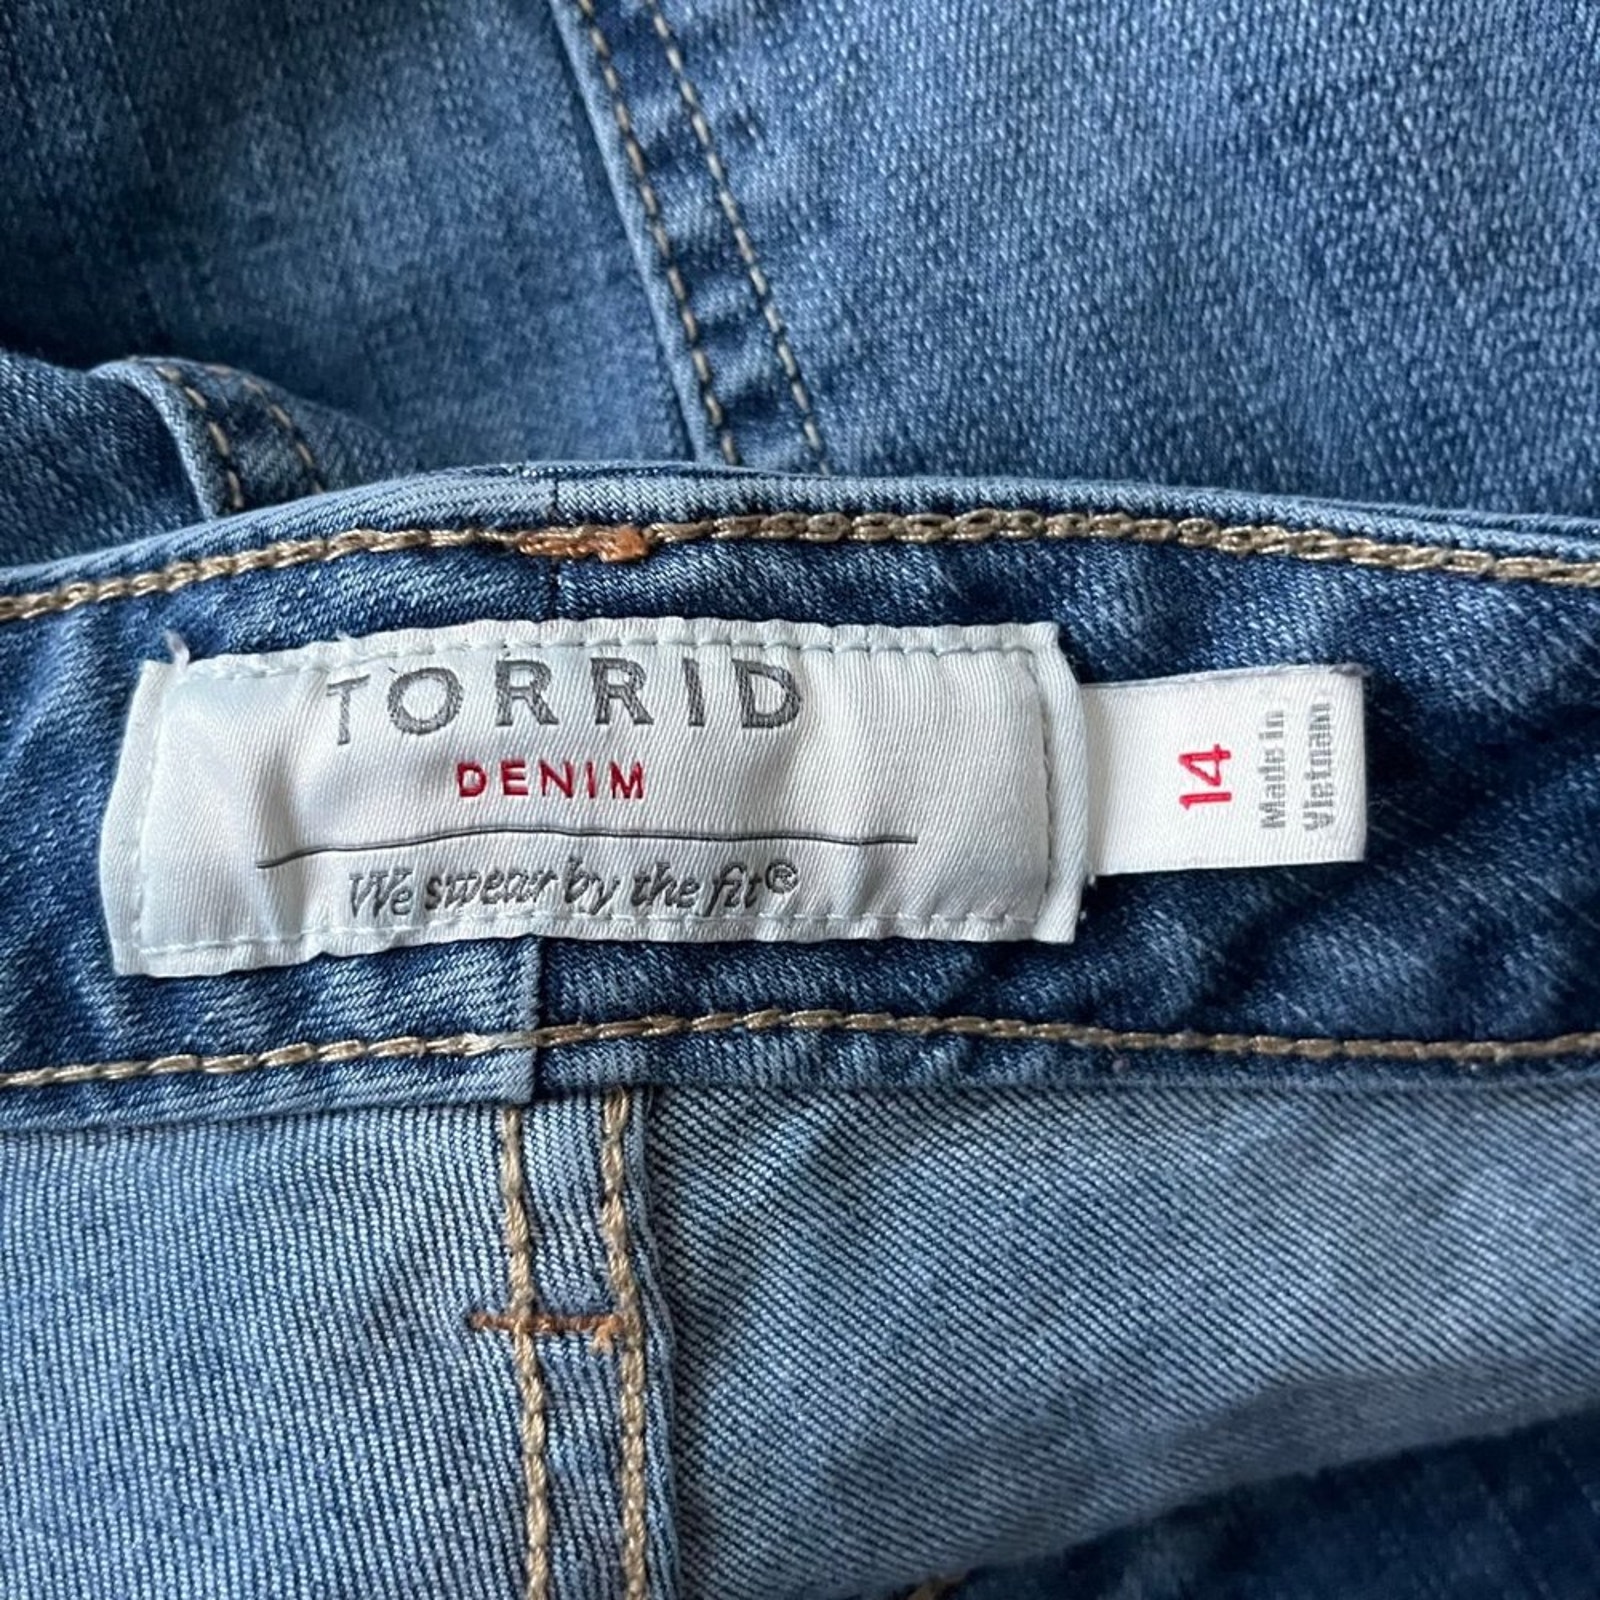 TORRID
DENIM
We swear by the fit®
14
Made in
Vietnam